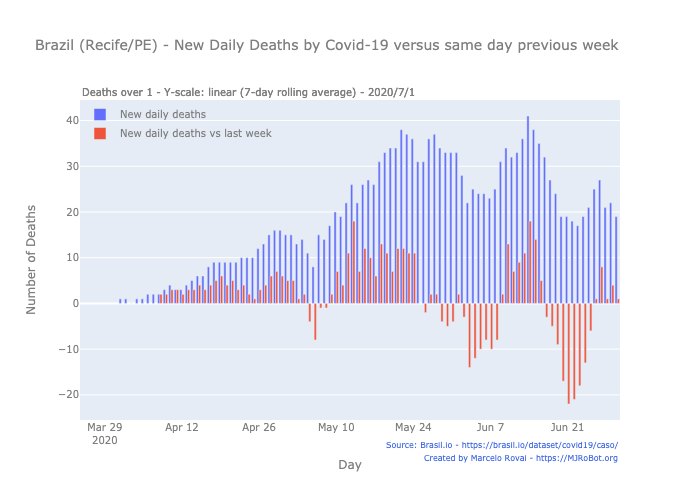 Brazil (Recife/PE) - New Daily Deaths by Covid-19 versus same day previous week
Deaths over 1 - Y-scale: linear (7-day rolling average) - 2020/7/1
New daily deaths
New daily deaths vs last week
40
30
20
10
0
−10
−20
Number of Deaths
Mar 29 Apr 12 Apr 26 May 10 May 24 Jun 7 Jun 21
2020
Day
Source: Brasil.io - https://brasil.io/dataset/covid19/caso/
Created by Marcelo Rovai - https://MJRoBot.org